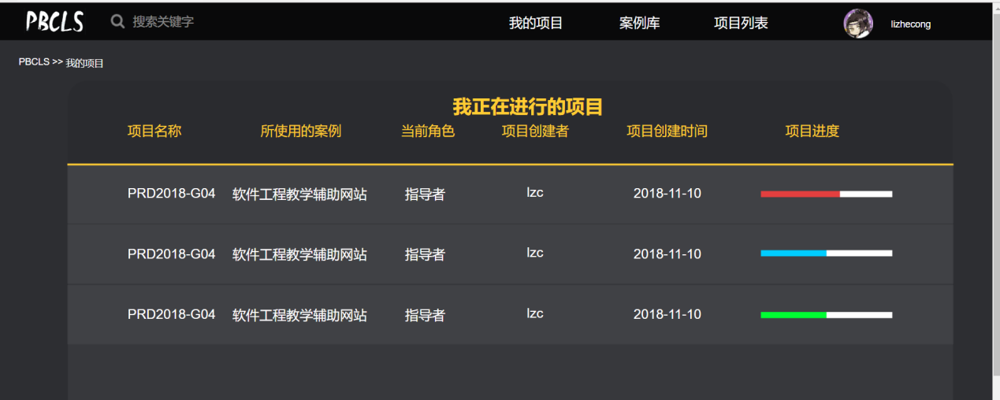 PBCLS 搜索关键字 我的项目 案例库 项目列表 lizhecong
PBCLS >> 我的项目
我正在进行的项目
项目名称 所使用的案例 当前角色 项目创建者 项目创建时间 项目进度
PRD2018-G04 软件工程教学辅助网站 指导者 lzc 2018-11-10
PRD2018-G04 软件工程教学辅助网站 指导者 lzc 2018-11-10
PRD2018-G04 软件工程教学辅助网站 指导者 lzc 2018-11-10